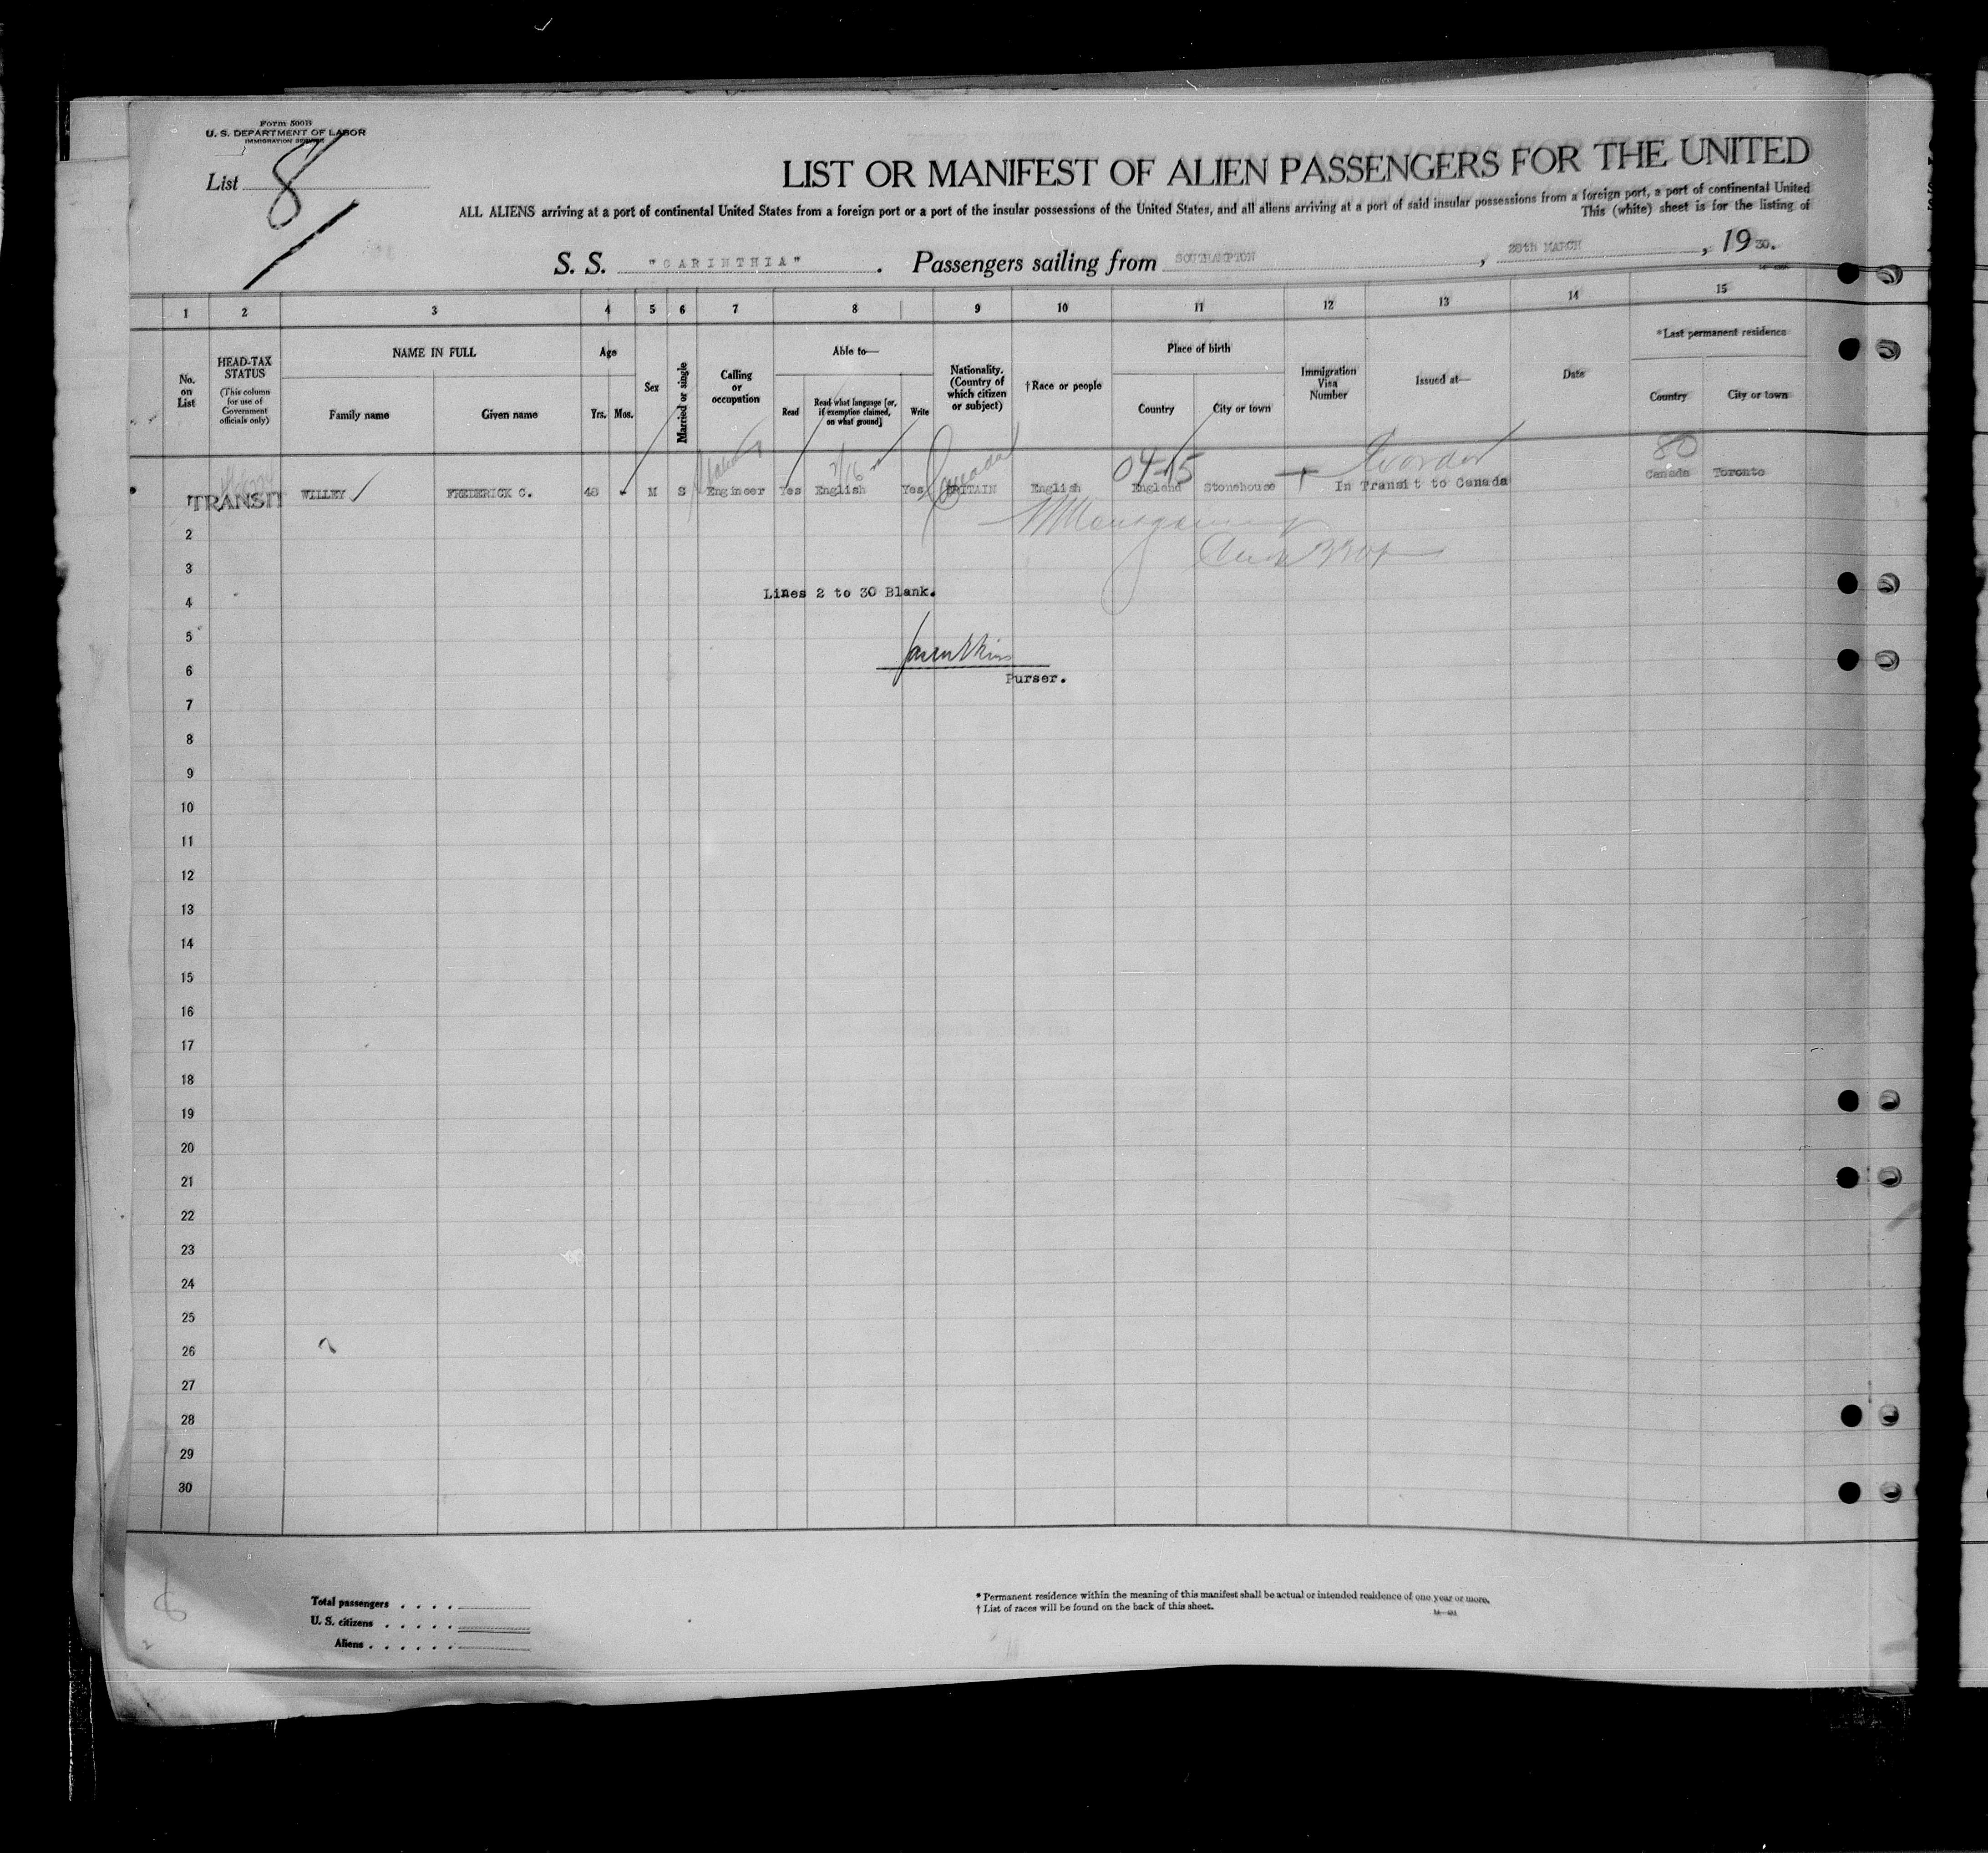 Form 500B
U. S. DEPARTMENT OF LABOR
IMMIGRATION SERVICE
List 8
LIST OR MANIFEST OF ALIEN PASSENGERS FOR THE UNITED
ALL ALIENS arriving at a port of continental United States from a foreign port or a port of the insular possessions of the United States, and all aliens arriving at a port of said insular possessions from a foreign port, a port of continental United
This (white) sheet is for the listing of
S. S. "CARINTHIA". Passengers sailing from SOUTHAMPTON, 28th MARCH, 1930.
1 2 3 4 5 6 7 8 9 10 11 12 13 14 15
No. on List
HEAD-TAX STATUS (This column for use of Government officials only)
NAME IN FULL
Family name Given name
Age
Yrs. Mos.
Sex
Married or single
Calling or occupation
Able to—
Read Read what language [or, if exemption claimed, on what ground] Write
Nationality. (Country of which citizen or subject)
†Race or people
Place of birth
Country City or town
Immigration Visa Number
Issued at—
Date
*Last permanent residence
Country City or town
Canada 04-15 80
TRANSIT WILLEY FREDERICK C. 48 M S Engineer Yes English Yes BRITAIN English England Stonehouse In Transit to Canada Canada Toronto
2
3
Lines 2 to 30 Blank.
4
5
6
Purser.
7
8
9
10
11
12
13
14
15
16
17
18
19
20
21
22
23
24
25
26
27
28
29
30
Total passengers . . . .
U. S. citizens . . . . .
Aliens . . . . . .
* Permanent residence within the meaning of this manifest shall be actual or intended residence of one year or more.
† List of races will be found on the back of this sheet.